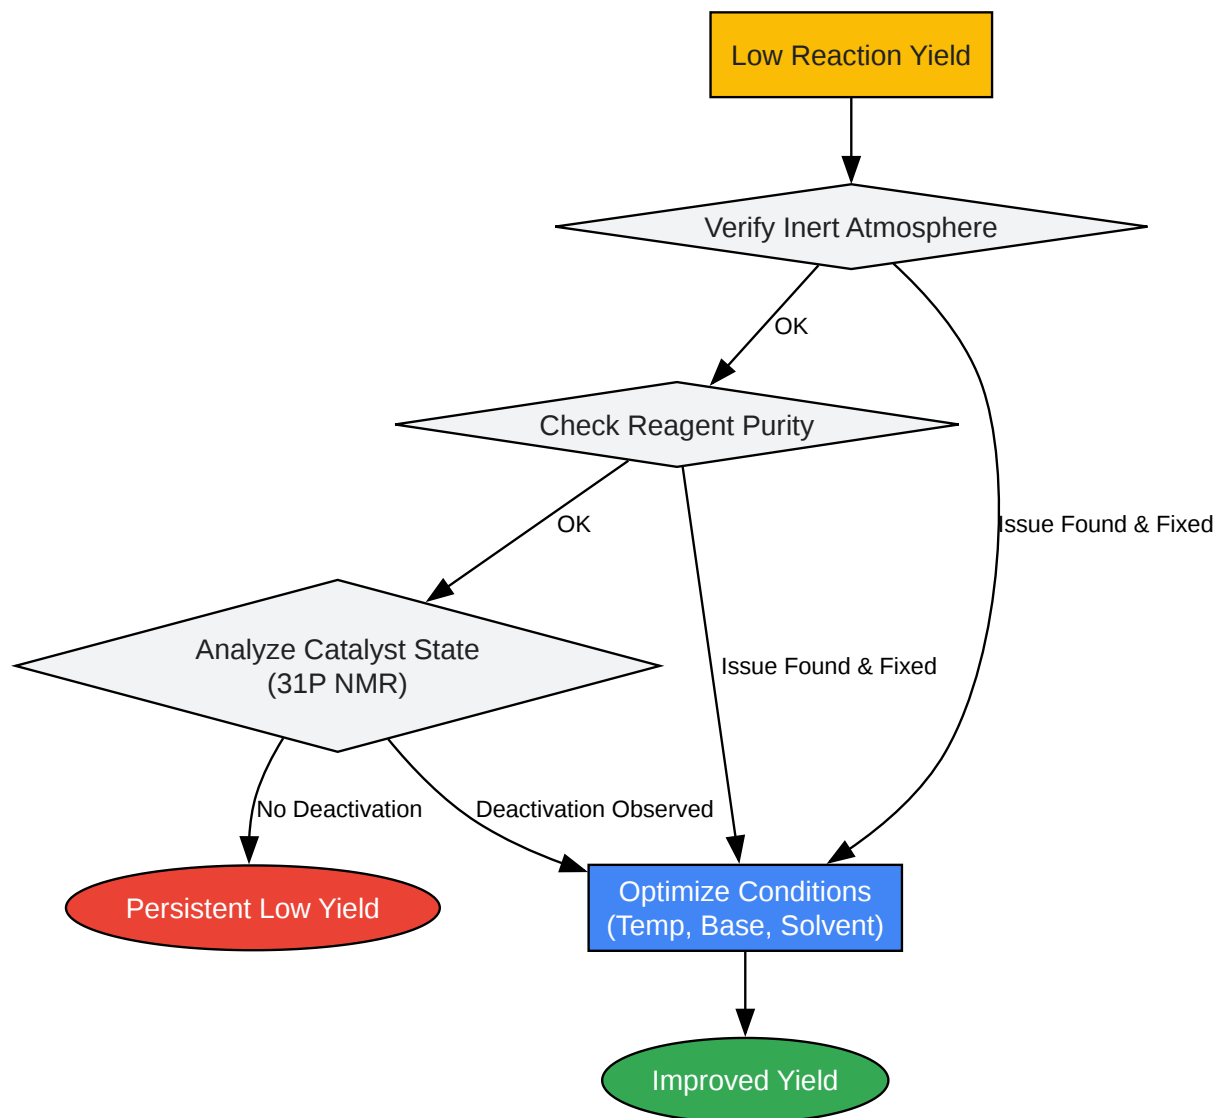 Low Reaction Yield
Verify Inert Atmosphere
OK
Check Reagent Purity
OK
Issue Found & Fixed
Analyze Catalyst State
(31P NMR)
Issue Found & Fixed
No Deactivation
Deactivation Observed
Persistent Low Yield
Optimize Conditions
(Temp, Base, Solvent)
Improved Yield